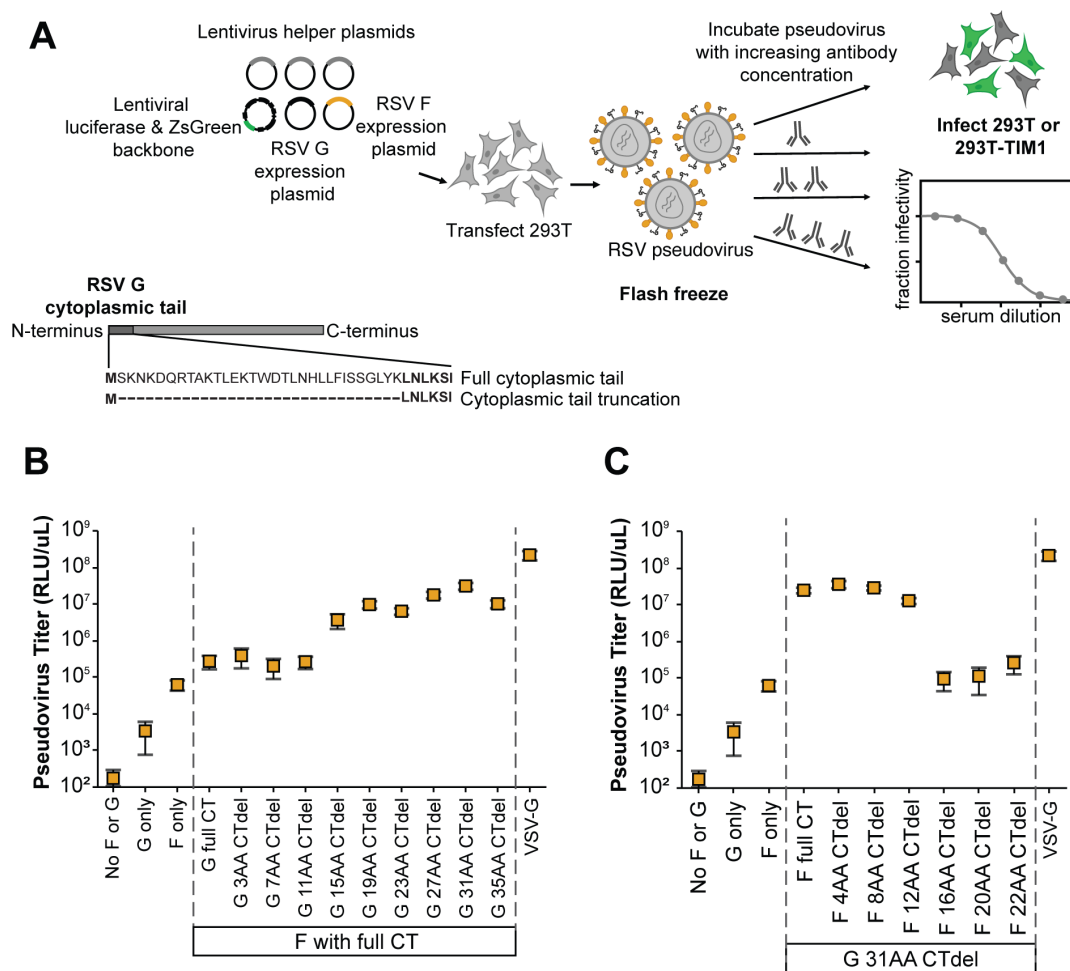 A
Lentivirus helper plasmids
Lentiviral
luciferase & ZsGreen
backbone
RSV G
expression
plasmid
RSV F
expression
plasmid
Transfect 293T
RSV pseudovirus
Flash freeze
Incubate pseudovirus
with increasing antibody
concentration
Infect 293T or
293T-TIM1
fraction infectivity
serum dilution
RSV G
cytoplasmic tail
N-terminus
C-terminus
MSKNKDQRTAKTLEKTWDTLNHLLFISSGLYKLNLKSI Full cytoplasmic tail
M------------------------------LNLKSI Cytoplasmic tail truncation
B
Pseudovirus Titer (RLU/uL)
10⁹
10⁸
10⁷
10⁶
10⁵
10⁴
10³
10²
No F or G
G only
F only
G full CT
G 3AA CTdel
G 7AA CTdel
G 11AA CTdel
G 15AA CTdel
G 19AA CTdel
G 23AA CTdel
G 27AA CTdel
G 31AA CTdel
G 35AA CTdel
VSV-G
F with full CT
C
Pseudovirus Titer (RLU/uL)
10⁹
10⁸
10⁷
10⁶
10⁵
10⁴
10³
10²
No F or G
G only
F only
F full CT
F 4AA CTdel
F 8AA CTdel
F 12AA CTdel
F 16AA CTdel
F 20AA CTdel
F 22AA CTdel
VSV-G
G 31AA CTdel